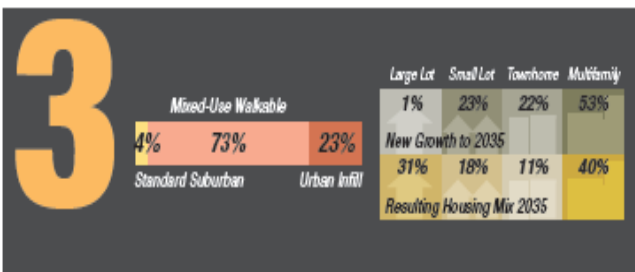 3
Mixed-Use Walkable
4% 73% 23%
Standard Suburban Urban Infill
Large Lot Small Lot Townhome Multifamily
1% 23% 22% 53%
New Growth to 2035
31% 18% 11% 40%
Resulting Housing Mix 2035